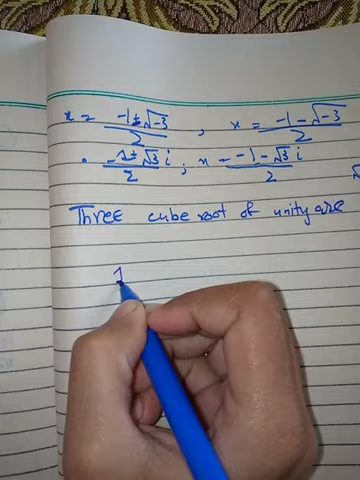 x = -1±√-3/2 , x = -1-√-3/2
-1±√3 i/2 ; x = -1-√3 i/2
Three cube root of unity are
1